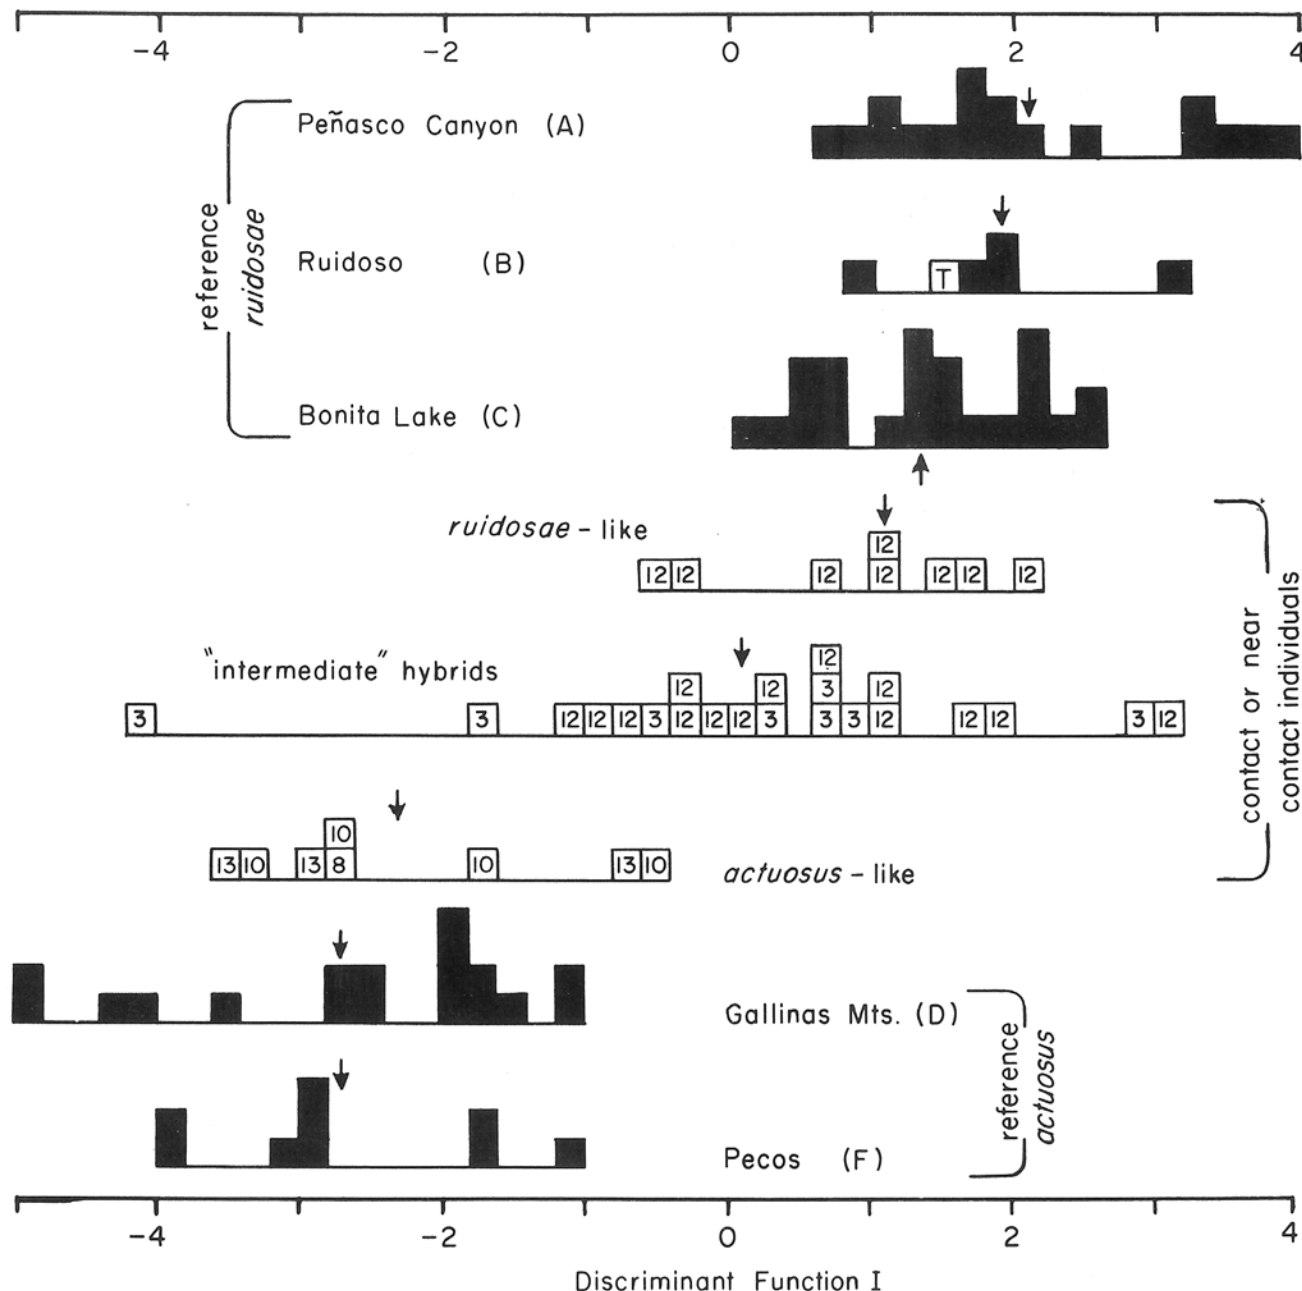 -4 -2 0 2 4
Peñasco Canyon (A)
Ruidoso (B)
T
Bonita Lake (C)
reference
ruidosae
ruidosae - like
12
12 12 12 12 12 12 12
"intermediate" hybrids
12
12 12 3 12
3 3 12 12 12 3 12 12 12 3 3 3 12 12 12 3 12
contact or near
contact individuals
10
13 10 13 8 10 13 10
actuosus - like
Gallinas Mts. (D)
Pecos (F)
reference
actuosus
-4 -2 0 2 4
Discriminant Function I